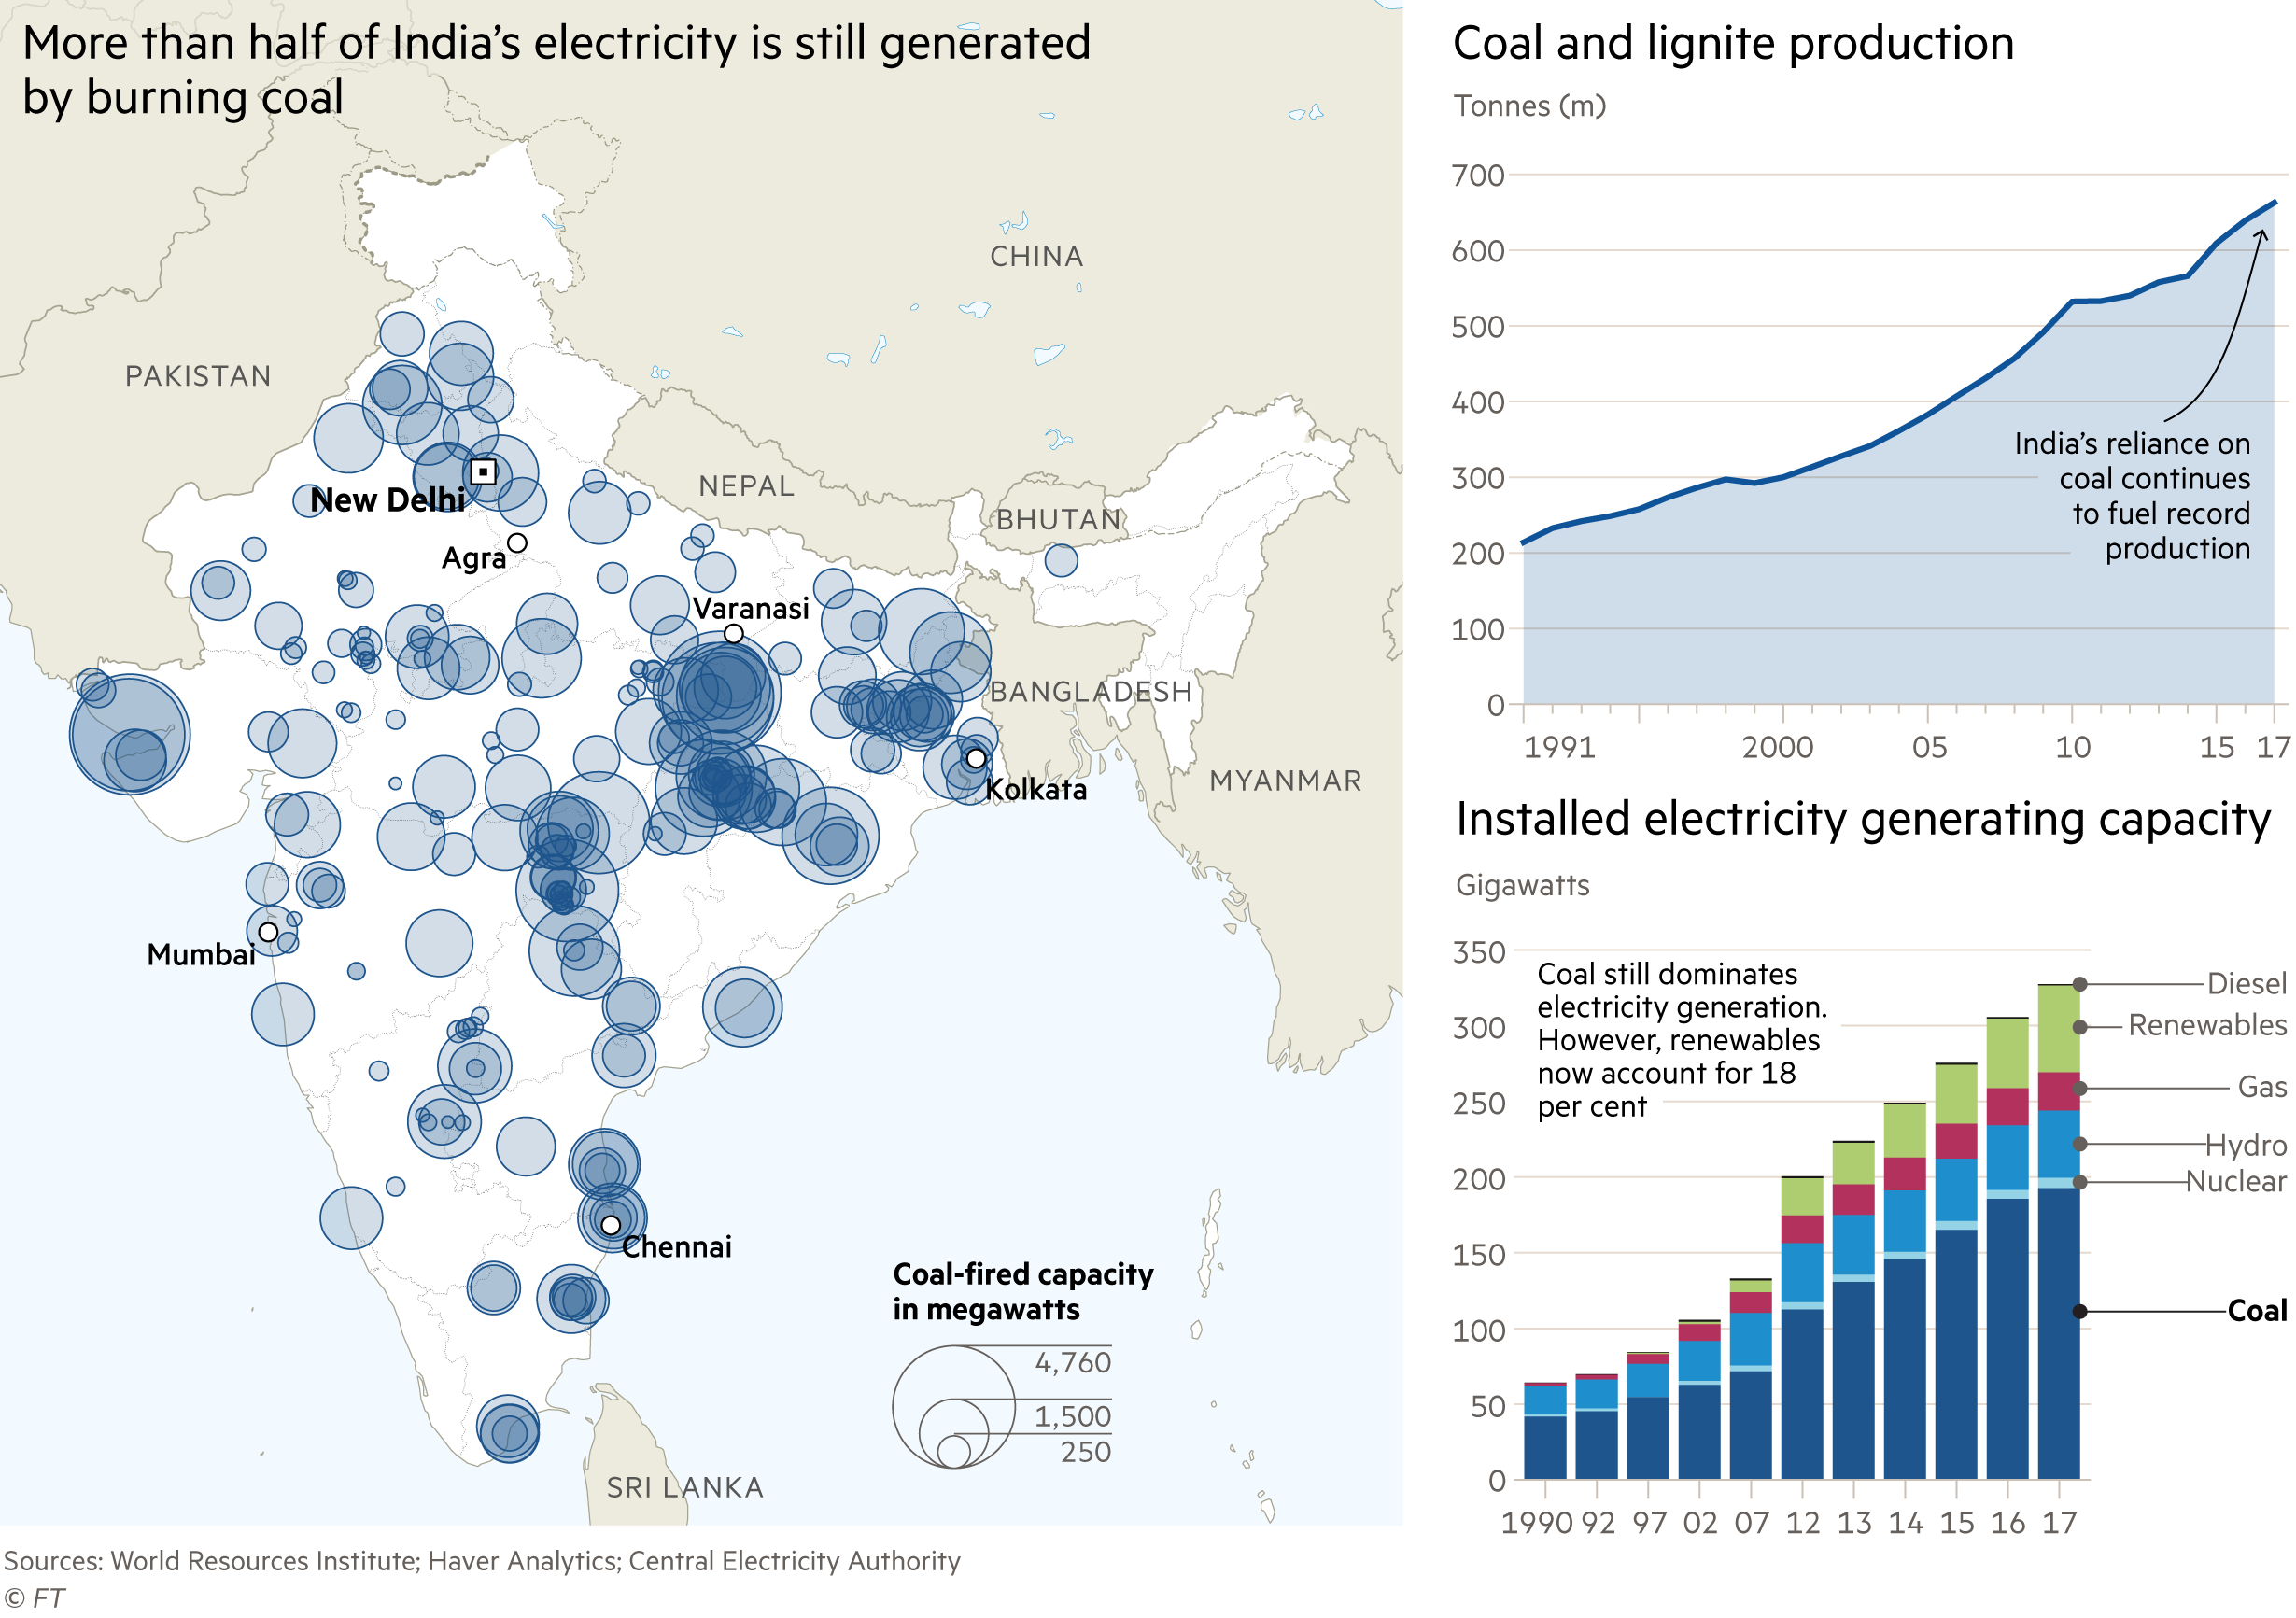 More than half of India’s electricity is still generated
by burning coal
CHINA
PAKISTAN
NEPAL
New Delhi
BHUTAN
Agra
Varanasi
BANGLADESH
MYANMAR
Kolkata
Mumbai
Chennai
SRI LANKA
Coal-fired capacity
in megawatts
4,760
1,500
250
Coal and lignite production
Tonnes (m)
700
600
500
400
300
200
100
0
India’s reliance on
coal continues
to fuel record
production
1991 2000 05 10 15 17
Installed electricity generating capacity
Gigawatts
350
300
250
200
150
100
50
0
Coal still dominates
electricity generation.
However, renewables
now account for 18
per cent
Diesel
Renewables
Gas
Hydro
Nuclear
Coal
1990 92 97 02 07 12 13 14 15 16 17
Sources: World Resources Institute; Haver Analytics; Central Electricity Authority
© FT